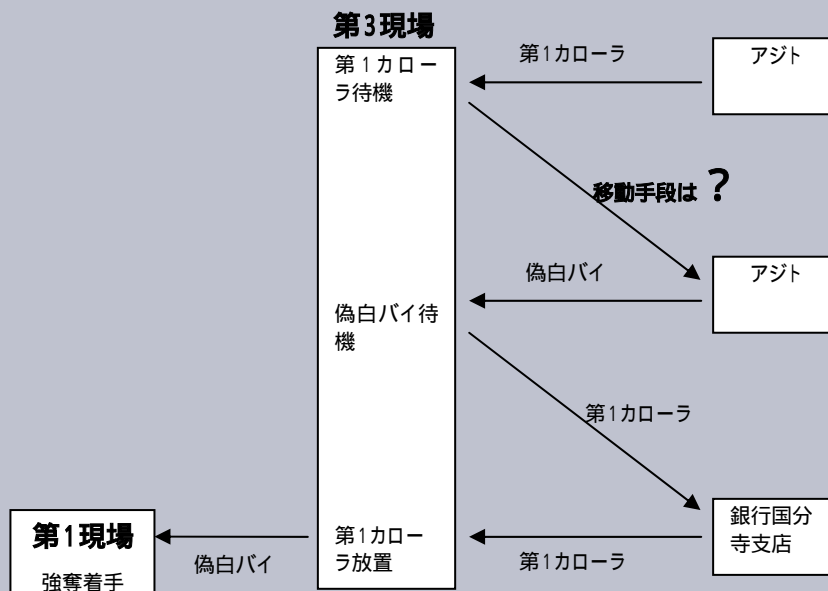 第3現場
第1カローラ
アジト
第1カロー
ラ待機
移動手段は ？
偽白バイ
アジト
偽白バイ待
機
第1カローラ
銀行国分
寺支店
第1カロー
ラ放置
第1カローラ
第1現場
偽白バイ
強奪着手